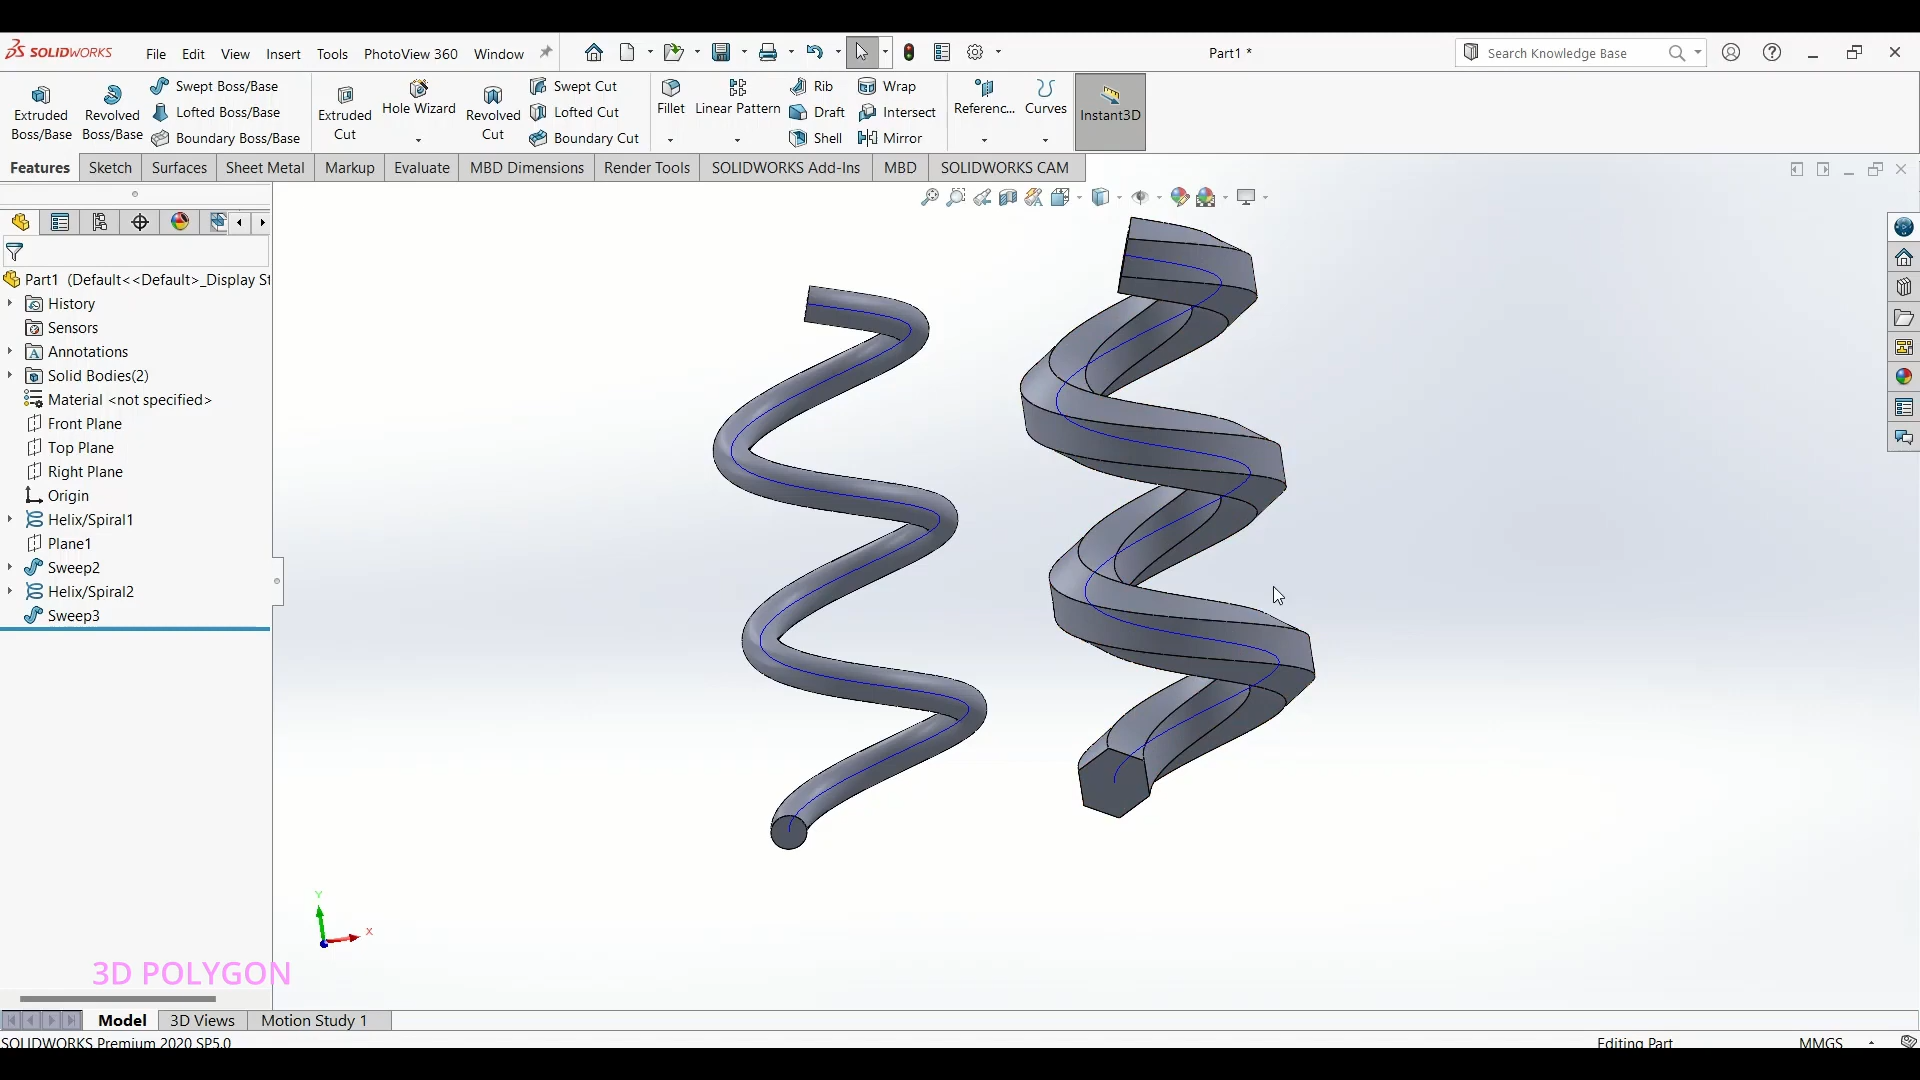 SOLIDWORKS
File Edit View Insert Tools PhotoView 360 Window
Part1 *
Search Knowledge Base
Extruded Boss/Base
Revolved Boss/Base
Swept Boss/Base
Lofted Boss/Base
Boundary Boss/Base
Extruded Cut
Hole Wizard
Revolved Cut
Swept Cut
Lofted Cut
Boundary Cut
Fillet
Linear Pattern
Rib
Draft
Shell
Wrap
Intersect
Mirror
Referenc...
Curves
Instant3D
Features Sketch Surfaces Sheet Metal Markup Evaluate MBD Dimensions Render Tools SOLIDWORKS Add-Ins MBD SOLIDWORKS CAM
Part1 (Default<<Default>_Display St
History
Sensors
Annotations
Solid Bodies(2)
Material <not specified>
Front Plane
Top Plane
Right Plane
Origin
Helix/Spiral1
Plane1
Sweep2
Helix/Spiral2
Sweep3
Y
X
3D POLYGON
Model 3D Views Motion Study 1
SOLIDWORKS Premium 2020 SP5.0
Editing Part
MMGS